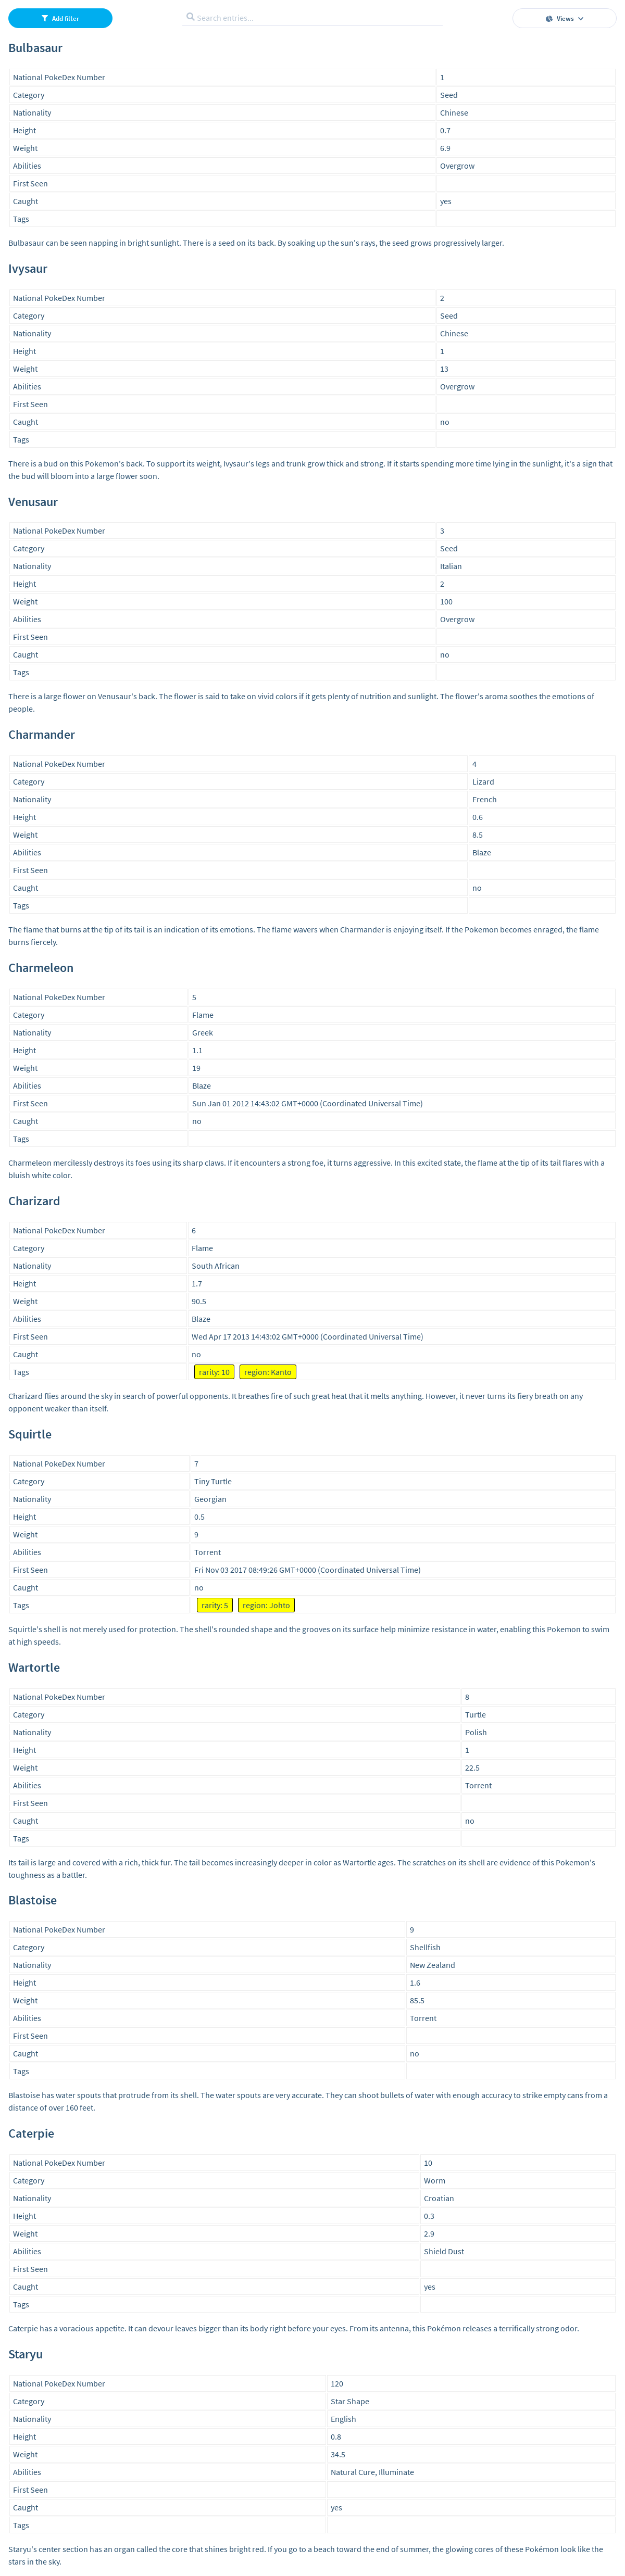 Add filter
Search entries...
Views
Bulbasaur
National PokeDex Number 1
Category Seed
Nationality Chinese
Height 0.7
Weight 6.9
Abilities Overgrow
First Seen
Caught yes
Tags
Bulbasaur can be seen napping in bright sunlight. There is a seed on its back. By soaking up the sun's rays, the seed grows progressively larger.
Ivysaur
National PokeDex Number 2
Category Seed
Nationality Chinese
Height 1
Weight 13
Abilities Overgrow
First Seen
Caught no
Tags
There is a bud on this Pokemon's back. To support its weight, Ivysaur's legs and trunk grow thick and strong. If it starts spending more time lying in the sunlight, it's a sign that
the bud will bloom into a large flower soon.
Venusaur
National PokeDex Number 3
Category Seed
Nationality Italian
Height 2
Weight 100
Abilities Overgrow
First Seen
Caught no
Tags
There is a large flower on Venusaur's back. The flower is said to take on vivid colors if it gets plenty of nutrition and sunlight. The flower's aroma soothes the emotions of
people.
Charmander
National PokeDex Number 4
Category Lizard
Nationality French
Height 0.6
Weight 8.5
Abilities Blaze
First Seen
Caught no
Tags
The flame that burns at the tip of its tail is an indication of its emotions. The flame wavers when Charmander is enjoying itself. If the Pokemon becomes enraged, the flame
burns fiercely.
Charmeleon
National PokeDex Number 5
Category Flame
Nationality Greek
Height 1.1
Weight 19
Abilities Blaze
First Seen Sun Jan 01 2012 14:43:02 GMT+0000 (Coordinated Universal Time)
Caught no
Tags
Charmeleon mercilessly destroys its foes using its sharp claws. If it encounters a strong foe, it turns aggressive. In this excited state, the flame at the tip of its tail flares with a
bluish white color.
Charizard
National PokeDex Number 6
Category Flame
Nationality South African
Height 1.7
Weight 90.5
Abilities Blaze
First Seen Wed Apr 17 2013 14:43:02 GMT+0000 (Coordinated Universal Time)
Caught no
Tags rarity: 10 region: Kanto
Charizard flies around the sky in search of powerful opponents. It breathes fire of such great heat that it melts anything. However, it never turns its fiery breath on any
opponent weaker than itself.
Squirtle
National PokeDex Number 7
Category Tiny Turtle
Nationality Georgian
Height 0.5
Weight 9
Abilities Torrent
First Seen Fri Nov 03 2017 08:49:26 GMT+0000 (Coordinated Universal Time)
Caught no
Tags rarity: 5 region: Johto
Squirtle's shell is not merely used for protection. The shell's rounded shape and the grooves on its surface help minimize resistance in water, enabling this Pokemon to swim
at high speeds.
Wartortle
National PokeDex Number 8
Category Turtle
Nationality Polish
Height 1
Weight 22.5
Abilities Torrent
First Seen
Caught no
Tags
Its tail is large and covered with a rich, thick fur. The tail becomes increasingly deeper in color as Wartortle ages. The scratches on its shell are evidence of this Pokemon's
toughness as a battler.
Blastoise
National PokeDex Number 9
Category Shellfish
Nationality New Zealand
Height 1.6
Weight 85.5
Abilities Torrent
First Seen
Caught no
Tags
Blastoise has water spouts that protrude from its shell. The water spouts are very accurate. They can shoot bullets of water with enough accuracy to strike empty cans from a
distance of over 160 feet.
Caterpie
National PokeDex Number 10
Category Worm
Nationality Croatian
Height 0.3
Weight 2.9
Abilities Shield Dust
First Seen
Caught yes
Tags
Caterpie has a voracious appetite. It can devour leaves bigger than its body right before your eyes. From its antenna, this Pokémon releases a terrifically strong odor.
Staryu
National PokeDex Number 120
Category Star Shape
Nationality English
Height 0.8
Weight 34.5
Abilities Natural Cure, Illuminate
First Seen
Caught yes
Tags
Staryu's center section has an organ called the core that shines bright red. If you go to a beach toward the end of summer, the glowing cores of these Pokémon look like the
stars in the sky.